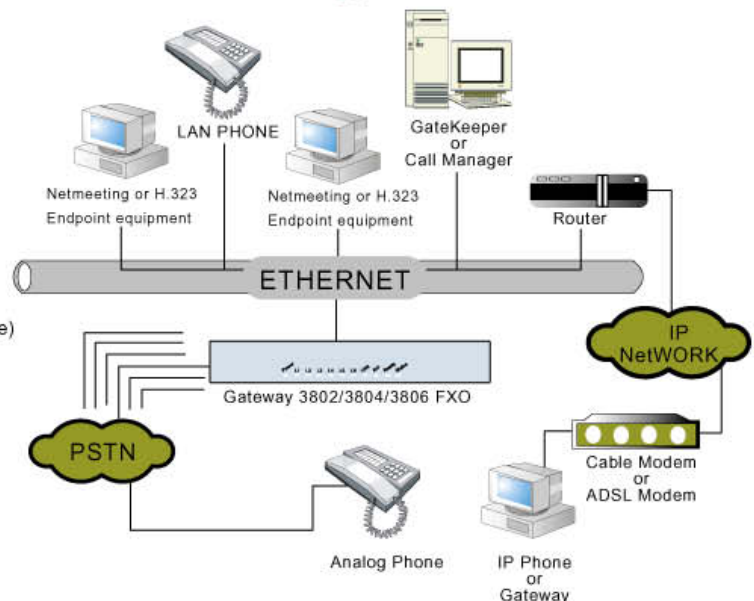 LAN PHONE
GateKeeper
or
Call Manager
Netmeeting or H.323
Endpoint equipment
Netmeeting or H.323
Endpoint equipment
Router
ETHERNET
e)
IP
NetWORK
Gateway 3802/3804/3806 FXO
PSTN
Cable Modem
or
ADSL Modem
Analog Phone
IP Phone
or
Gateway